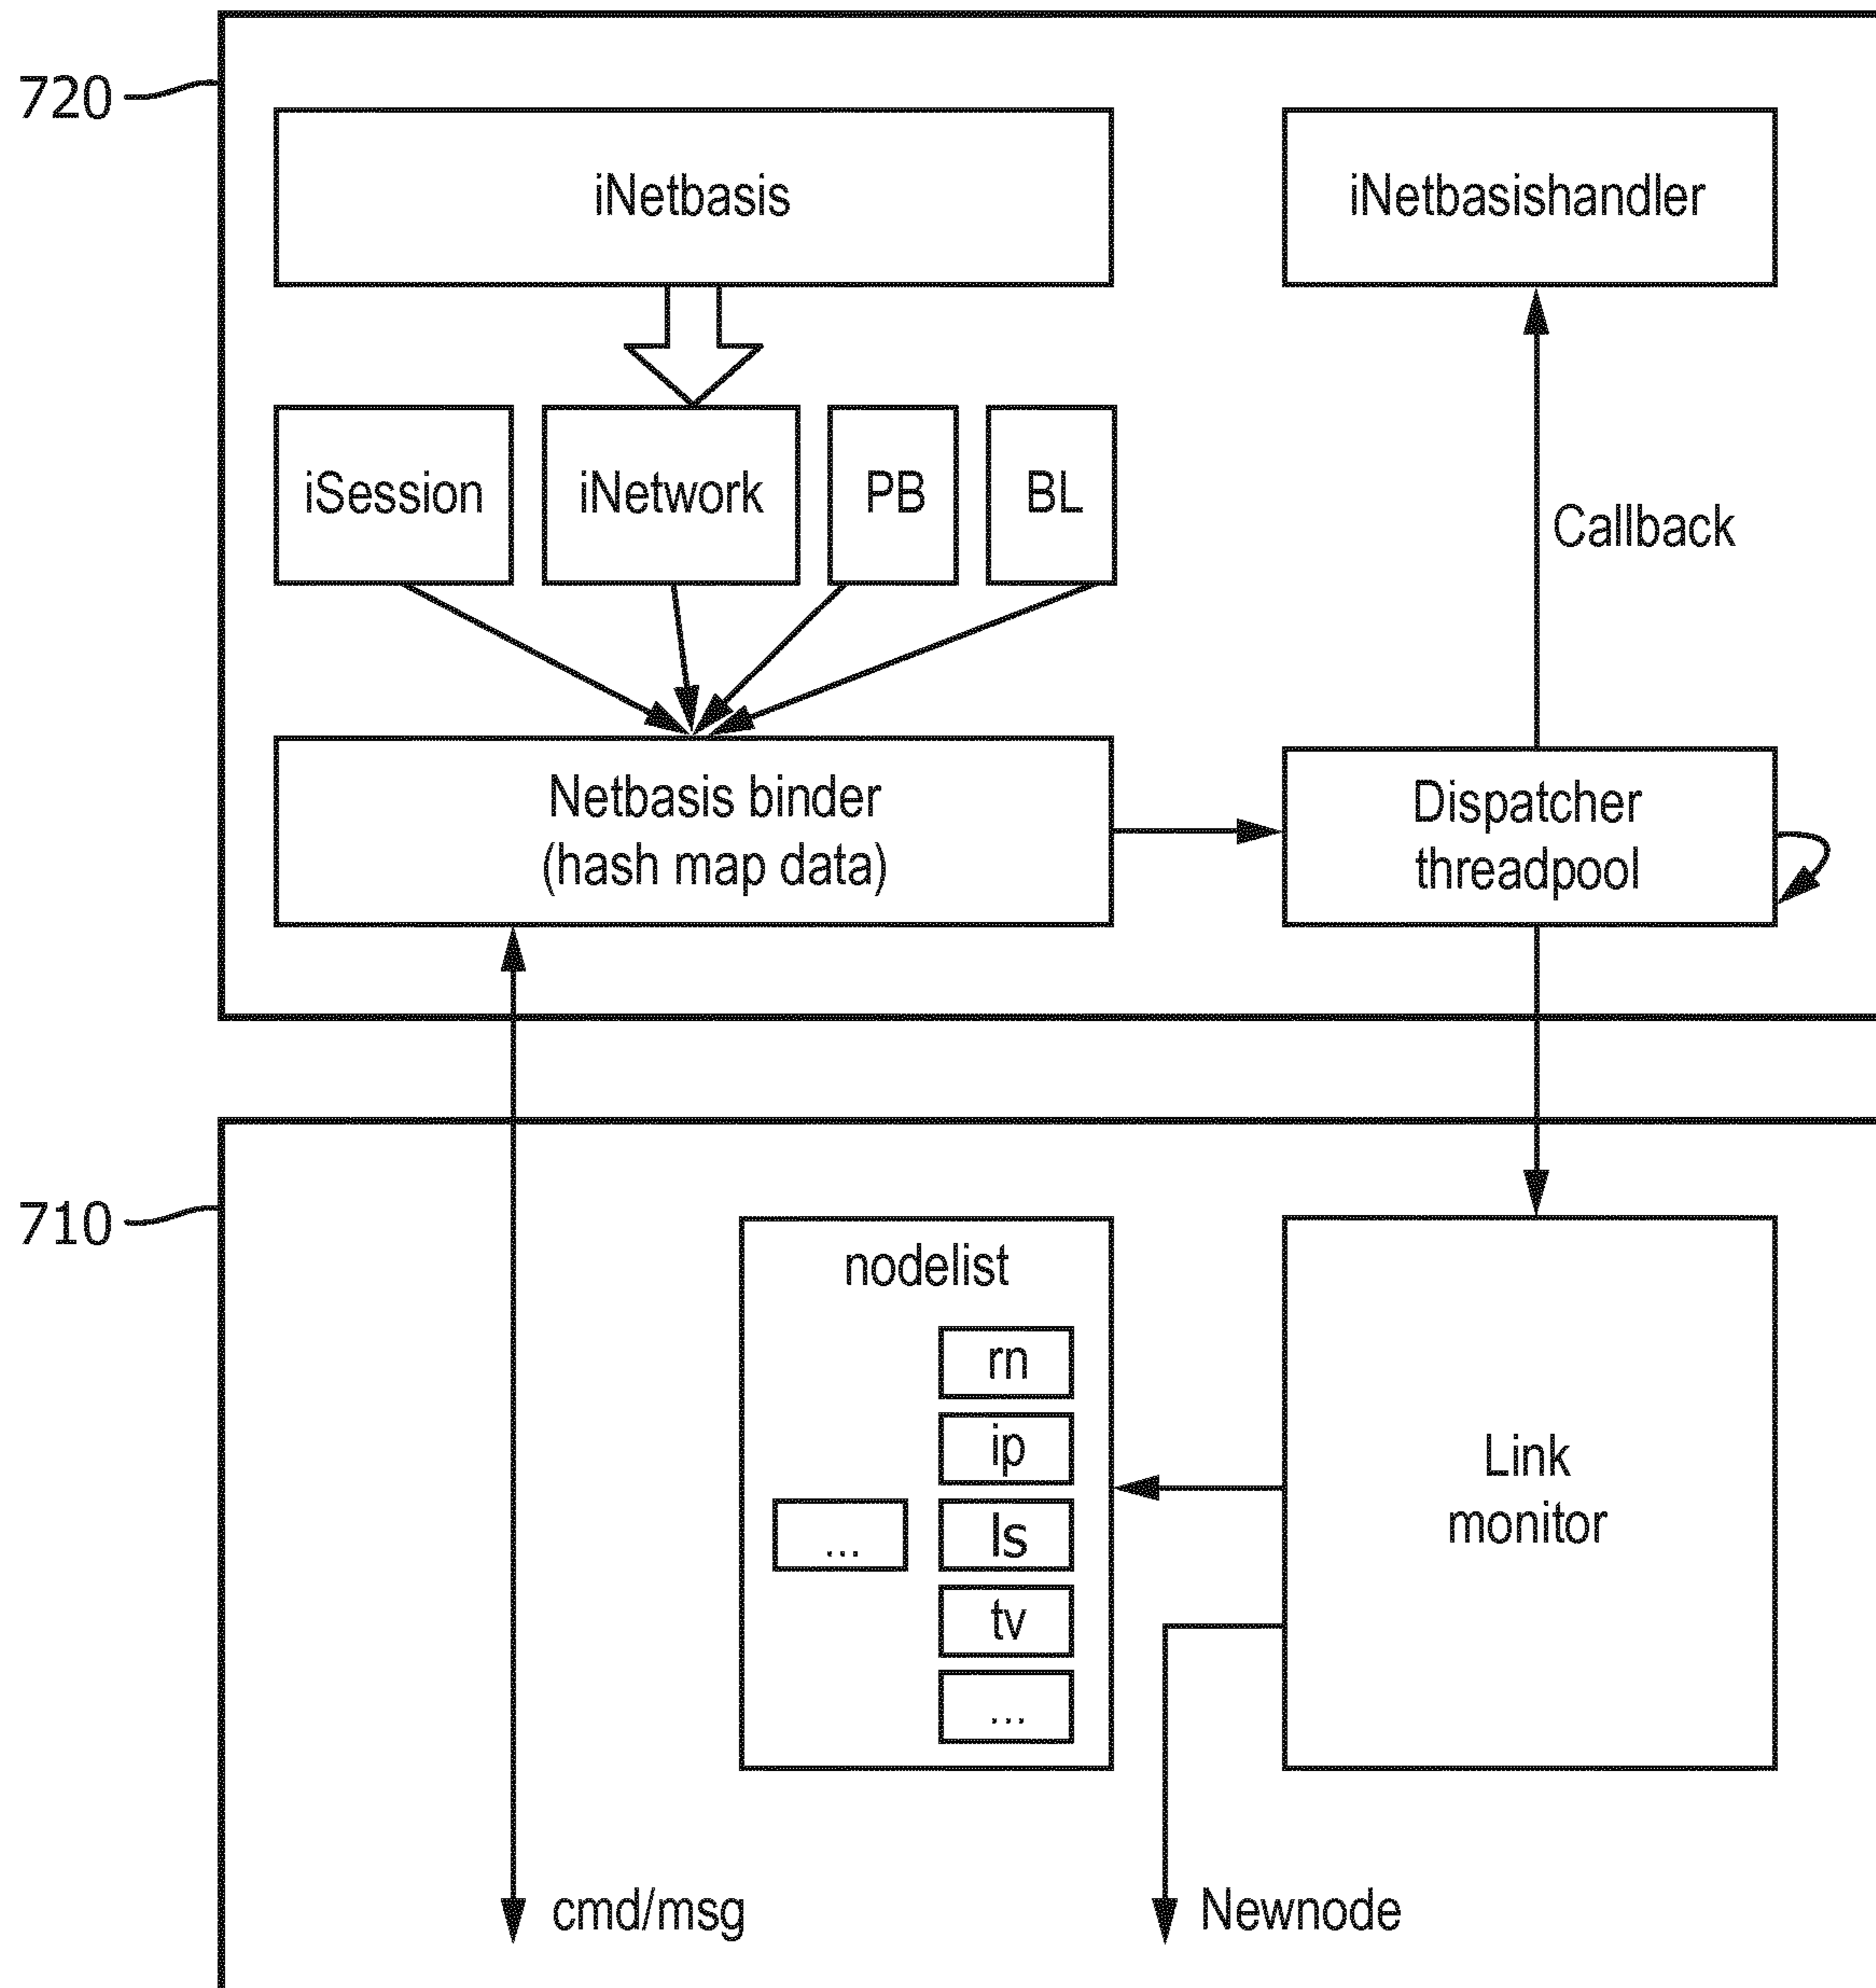 720
iNetbasis
iNetbasishandler
iSession
iNetwork
PB
BL
Callback
Netbasis binder
(hash map data)
Dispatcher
threadpool
710
nodelist
rn
ip
...
ls
tv
...
Link
monitor
cmd/msg
Newnode